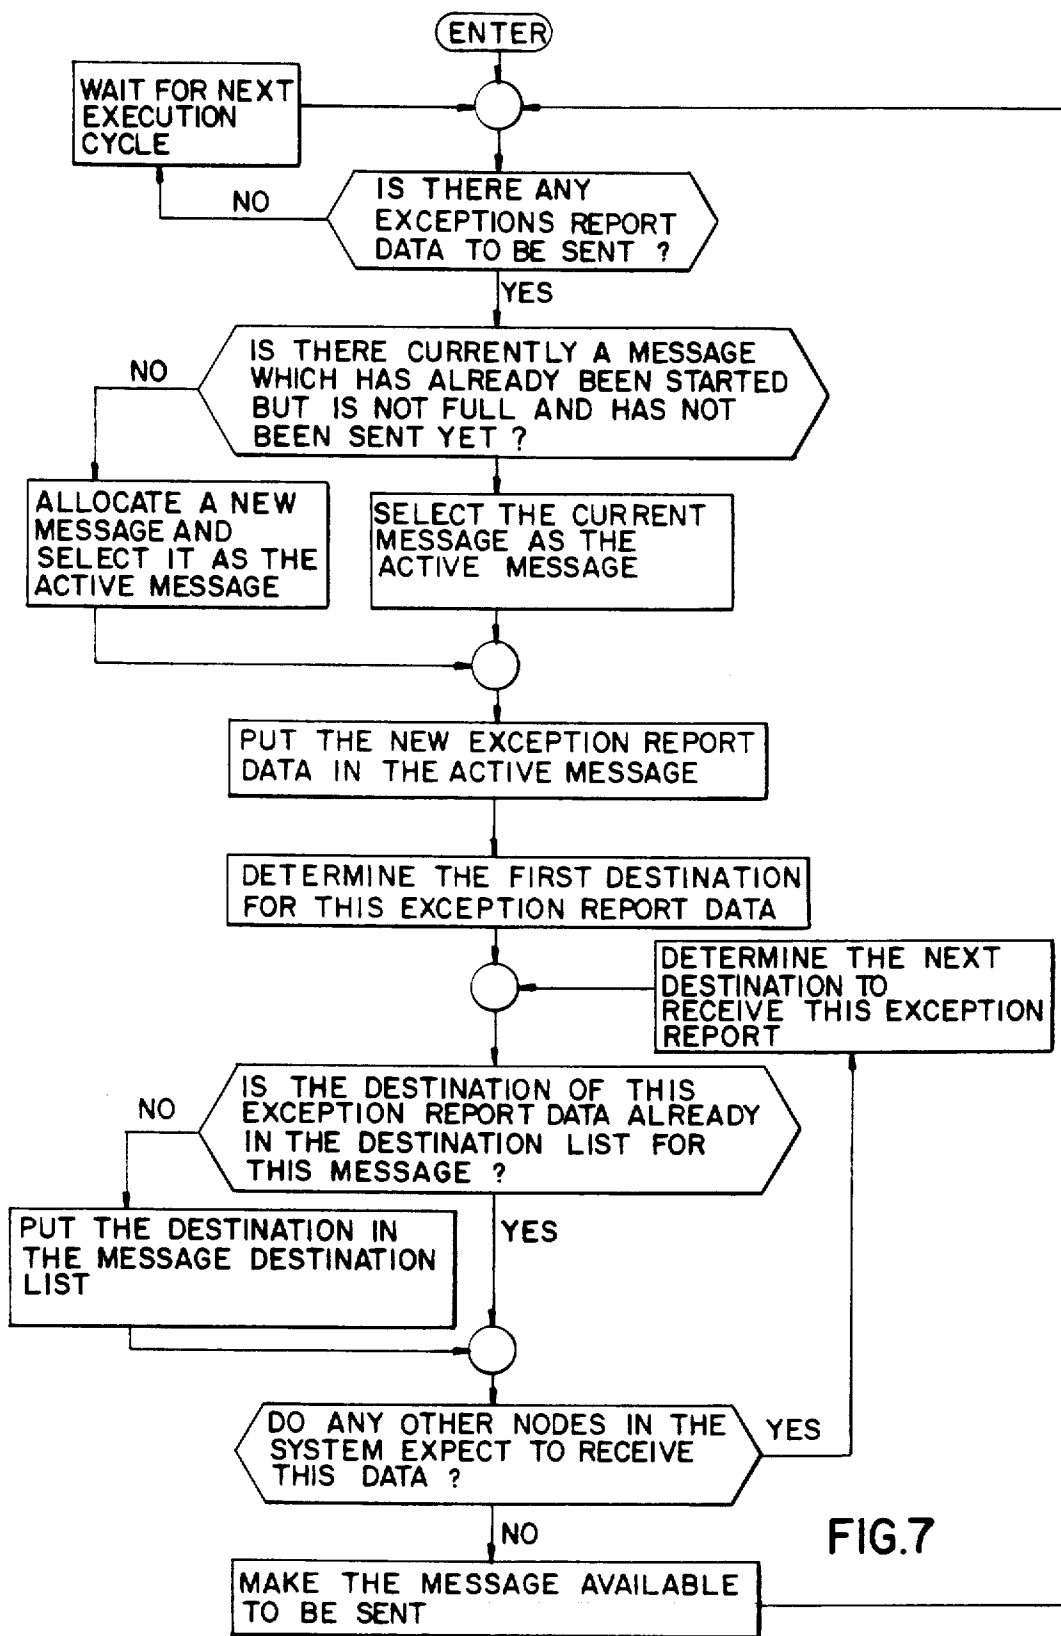 ENTER
WAIT FOR NEXT
EXECUTION
CYCLE
IS THERE ANY
EXCEPTIONS REPORT
DATA TO BE SENT ?
NO
YES
IS THERE CURRENTLY A MESSAGE
WHICH HAS ALREADY BEEN STARTED
BUT IS NOT FULL AND HAS NOT
BEEN SENT YET ?
NO
ALLOCATE A NEW
MESSAGE AND
SELECT IT AS THE
ACTIVE MESSAGE
SELECT THE CURRENT
MESSAGE AS THE
ACTIVE MESSAGE
PUT THE NEW EXCEPTION REPORT
DATA IN THE ACTIVE MESSAGE
DETERMINE THE FIRST DESTINATION
FOR THIS EXCEPTION REPORT DATA
DETERMINE THE NEXT
DESTINATION TO
RECEIVE THIS EXCEPTION
REPORT
IS THE DESTINATION OF THIS
EXCEPTION REPORT DATA ALREADY
IN THE DESTINATION LIST FOR
THIS MESSAGE ?
NO
YES
PUT THE DESTINATION IN
THE MESSAGE DESTINATION
LIST
DO ANY OTHER NODES IN THE
SYSTEM EXPECT TO RECEIVE
THIS DATA ?
YES
NO
FIG.7
MAKE THE MESSAGE AVAILABLE
TO BE SENT